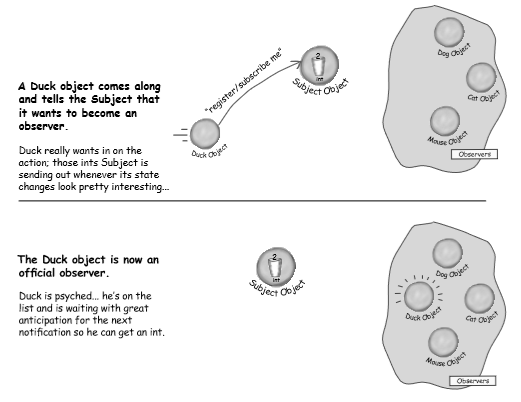 A Duck object comes along
and tells the Subject that
it wants to become an
observer.
Duck really wants in on the
action; those ints Subject is
sending out whenever its state
changes look pretty interesting...
"register/subscribe me"
2
int
Subject Object
Duck Object
Dog Object
Cat Object
Mouse Object
Observers
The Duck object is now an
official observer.
Duck is psyched... he's on the
list and is waiting with great
anticipation for the next
notification so he can get an int.
2
int
Subject Object
Dog Object
Duck Object
Cat Object
Mouse Object
Observers